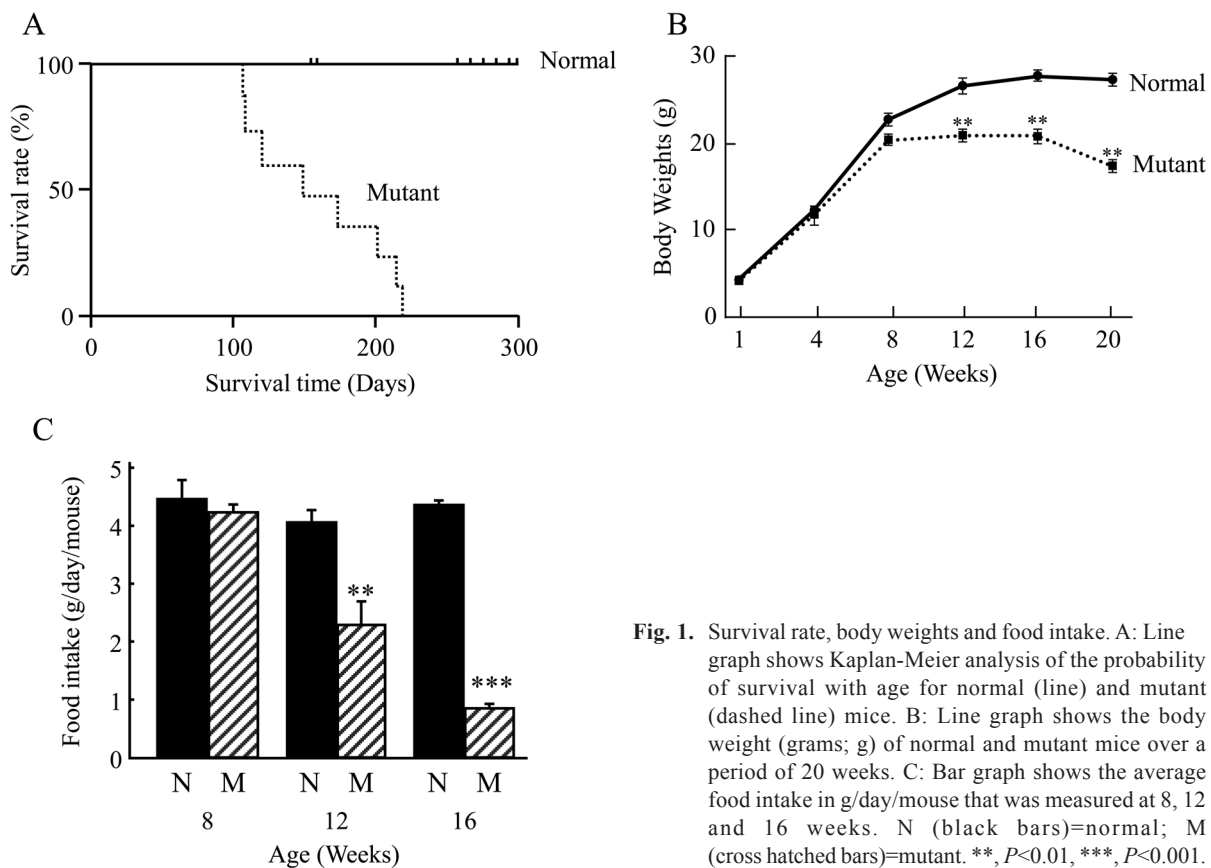 A
100
50
0
Survival rate (%)
Normal
Mutant
0 100 200 300
Survival time (Days)
B
30
20
10
0
Body Weights (g)
Normal
**
**
**
Mutant
1 4 8 12 16 20
Age (Weeks)
C
5
4
3
2
1
0
Food intake (g/day/mouse)
**
***
N M N M N M
8 12 16
Age (Weeks)
Fig. 1. Survival rate, body weights and food intake. A: Line
graph shows Kaplan-Meier analysis of the probability
of survival with age for normal (line) and mutant
(dashed line) mice. B: Line graph shows the body
weight (grams; g) of normal and mutant mice over a
period of 20 weeks. C: Bar graph shows the average
food intake in g/day/mouse that was measured at 8, 12
and 16 weeks. N (black bars)=normal; M
(cross hatched bars)=mutant. **, P<0.01, ***, P<0.001.